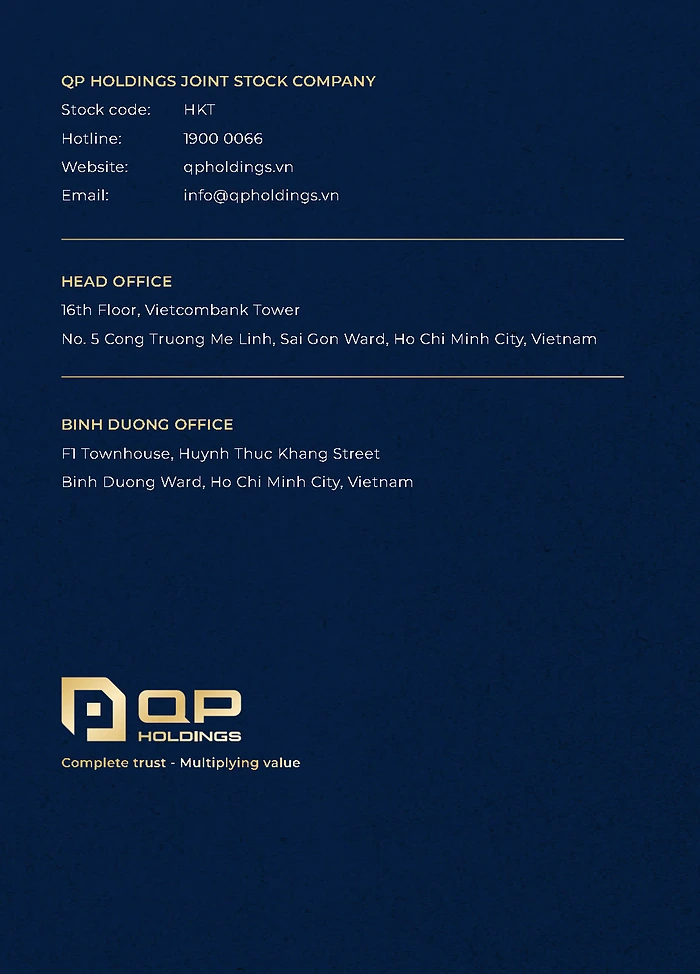 QP HOLDINGS JOINT STOCK COMPANY
Stock code: HKT
Hotline: 1900 0066
Website: qpholdings.vn
Email: info@qpholdings.vn
HEAD OFFICE
16th Floor, Vietcombank Tower
No. 5 Cong Truong Me Linh, Sai Gon Ward, Ho Chi Minh City, Vietnam
BINH DUONG OFFICE
F1 Townhouse, Huynh Thuc Khang Street
Binh Duong Ward, Ho Chi Minh City, Vietnam
QP
HOLDINGS
Complete trust - Multiplying value